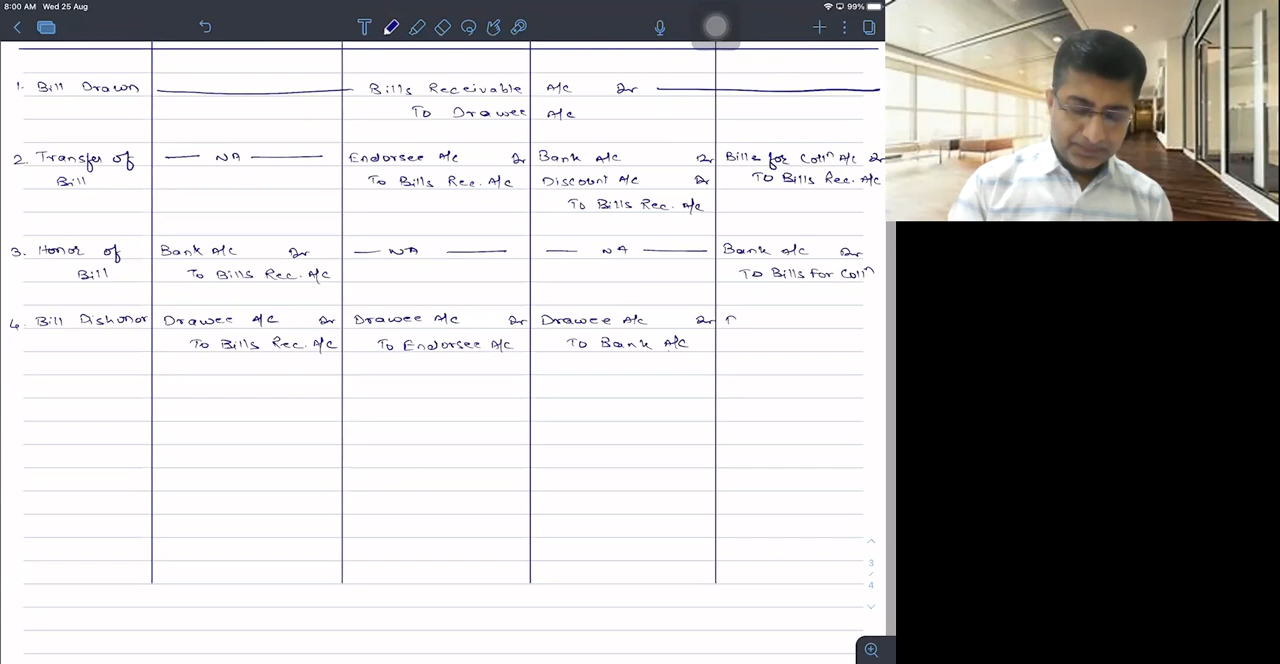 8:00 AM Wed 25 Aug
99%
1. Bill Drawn Bills Receivable A/c Dr
To Drawee A/c
2. Transfer of NA Endorsee A/c Dr Bank A/c Dr Bills for Collⁿ A/c Dr
Bill To Bills Rec. A/c Discount A/c Dr To Bills Rec. A/c
To Bills Rec. A/c
3. Honor of Bank A/c Dr NA NA Bank A/c Dr
Bill To Bills Rec. A/c To Bills For Collⁿ
4. Bill Dishonor Drawee A/c Dr Drawee A/c Dr Drawee A/c Dr
To Bills Rec. A/c To Endorsee A/c To Bank A/c
3
/
4